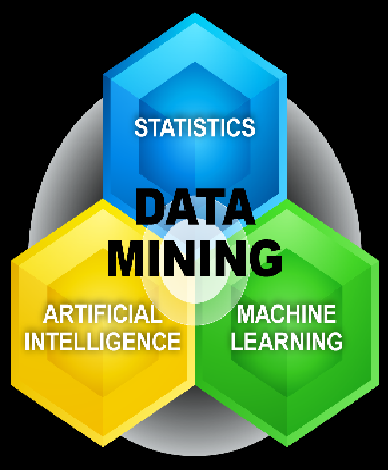 STATISTICS
DATA
MINING
ARTIFICIAL
INTELLIGENCE
MACHINE
LEARNING